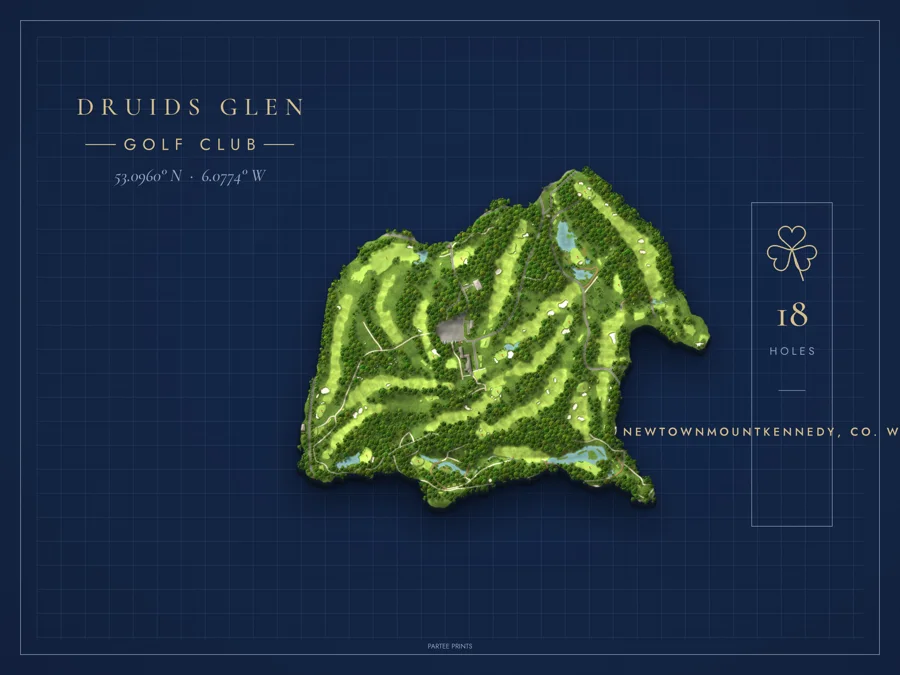 DRUIDS GLEN
GOLF CLUB
53.0960° N · 6.0774° W
18
HOLES
NEWTOWNMOUNTKENNEDY, CO. W
PARTEE PRINTS